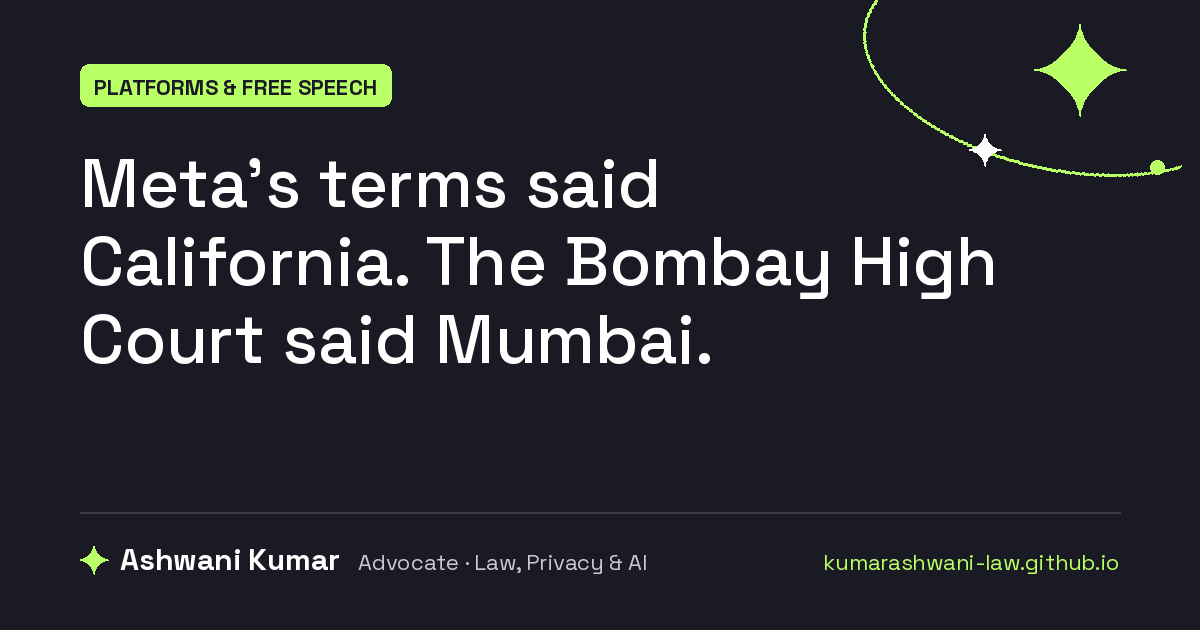 PLATFORMS & FREE SPEECH
Meta’s terms said
California. The Bombay High
Court said Mumbai.
Ashwani Kumar Advocate · Law, Privacy & AI kumarashwani-law.github.io